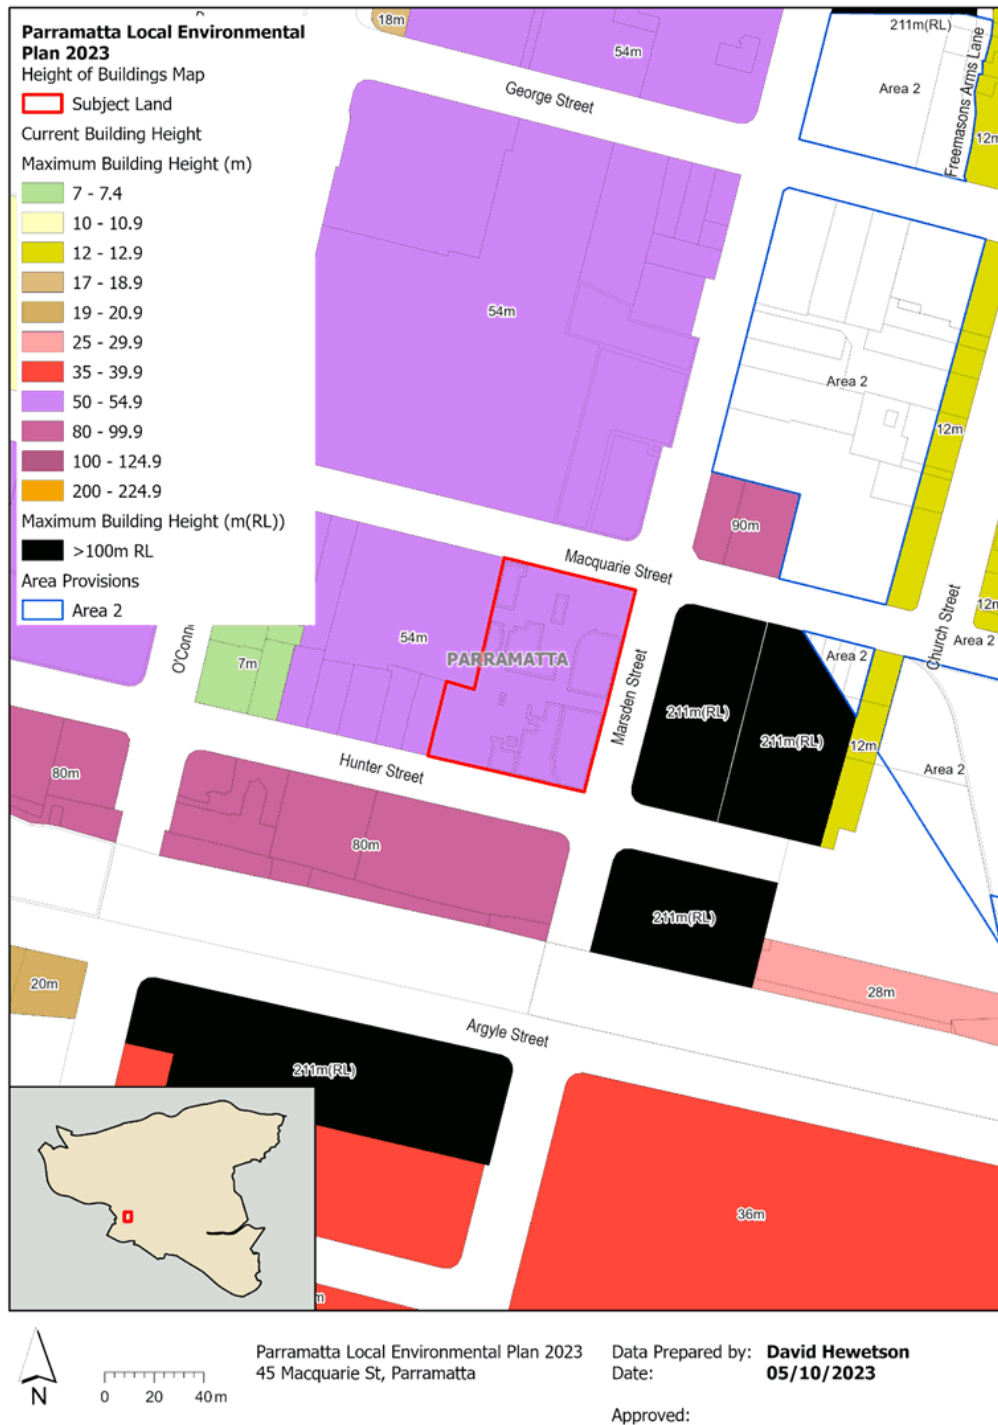 Parramatta Local Environmental
Plan 2023
Height of Buildings Map
Subject Land
Current Building Height
Maximum Building Height (m)
7 - 7.4
10 - 10.9
12 - 12.9
17 - 18.9
19 - 20.9
25 - 29.9
35 - 39.9
50 - 54.9
80 - 99.9
100 - 124.9
200 - 224.9
Maximum Building Height (m(RL))
>100m RL
Area Provisions
Area 2
18m
54m
211m(RL)
George Street
Area 2
Freemasons Arms Lane
12m
54m
Area 2
12m
90m
Macquarie Street
12m
Church Street
Area 2
O'Conn
7m
54m
PARRAMATTA
Marsden Street
Area 2
211m(RL)
211m(RL)
12m
Area 2
Hunter Street
80m
80m
211m(RL)
20m
28m
Argyle Street
211m(RL)
36m
m
N
0 20 40 m
Parramatta Local Environmental Plan 2023
45 Macquarie St, Parramatta
Data Prepared by: David Hewetson
Date: 05/10/2023
Approved: